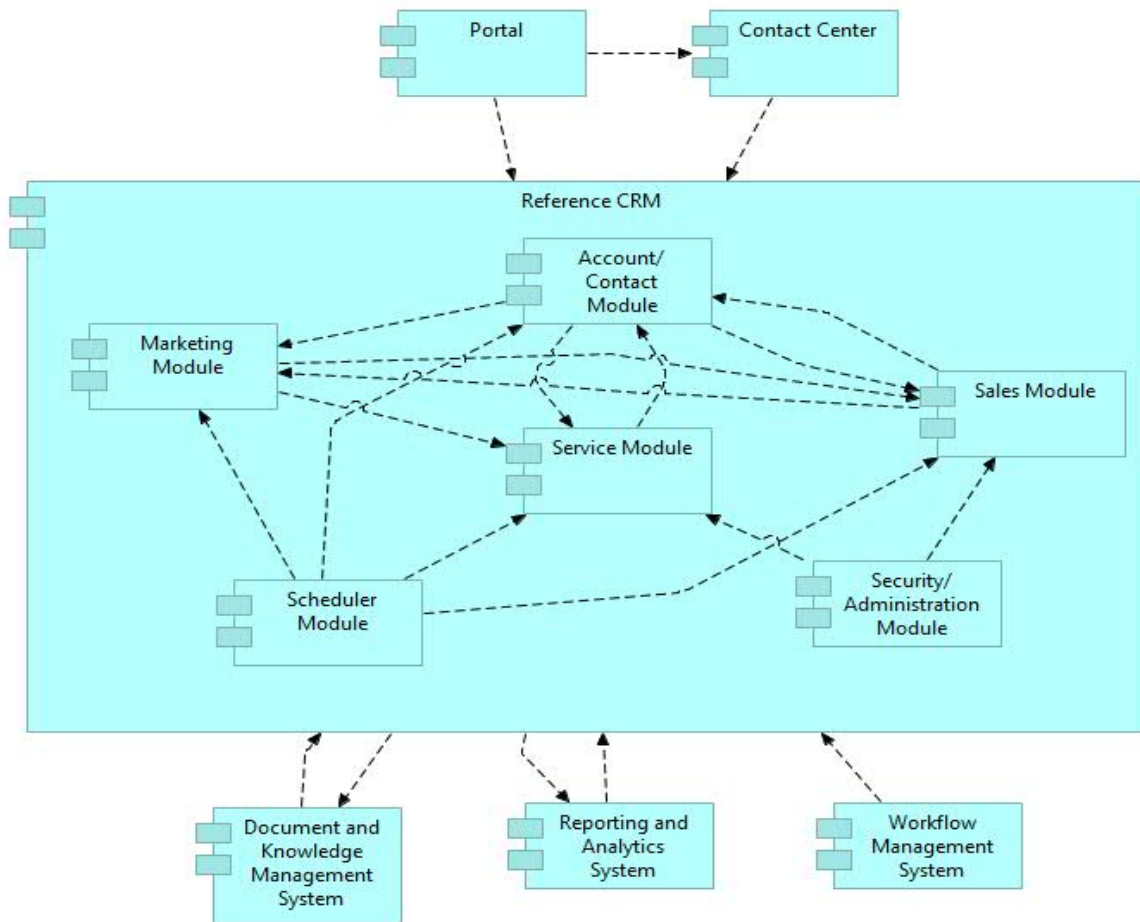 Portal
Contact Center
Reference CRM
Account/
Contact
Module
Marketing
Module
Sales Module
Service Module
Scheduler
Module
Security/
Administration
Module
Document and
Knowledge
Management
System
Reporting and
Analytics
System
Workflow
Management
System